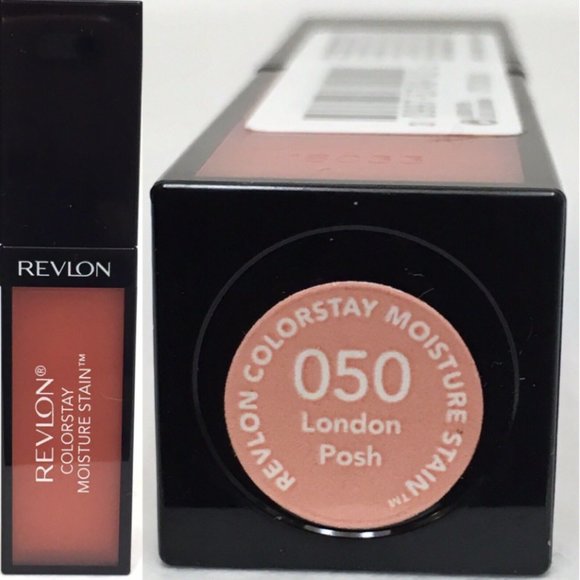 REVLON
REVLON®
COLORSTAY
MOISTURE STAIN™
REVLON COLORSTAY MOISTURE STAIN™
050
London
Posh